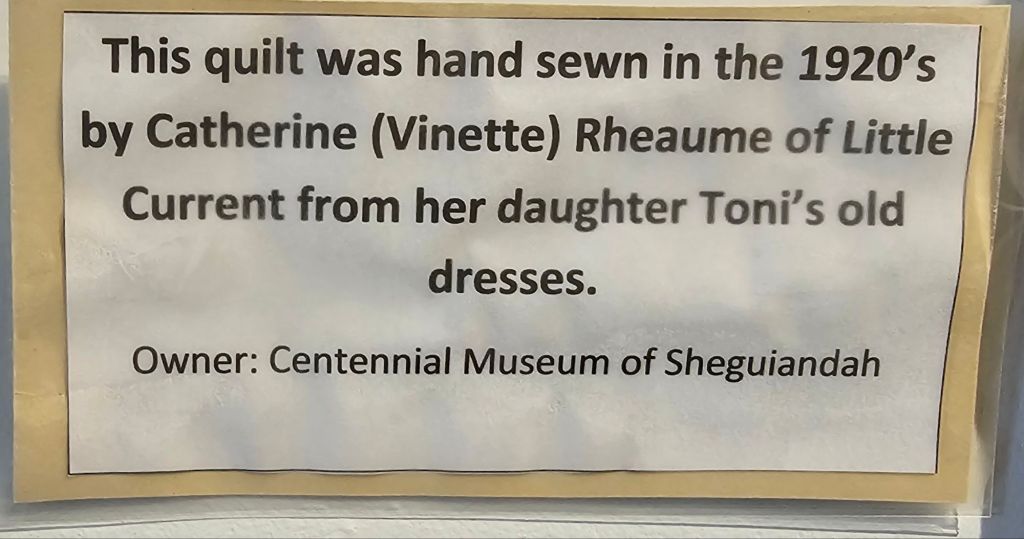 This quilt was hand sewn in the 1920's
by Catherine (Vinette) Rheaume of Little
Current from her daughter Toni's old
dresses.
Owner: Centennial Museum of Sheguiandah